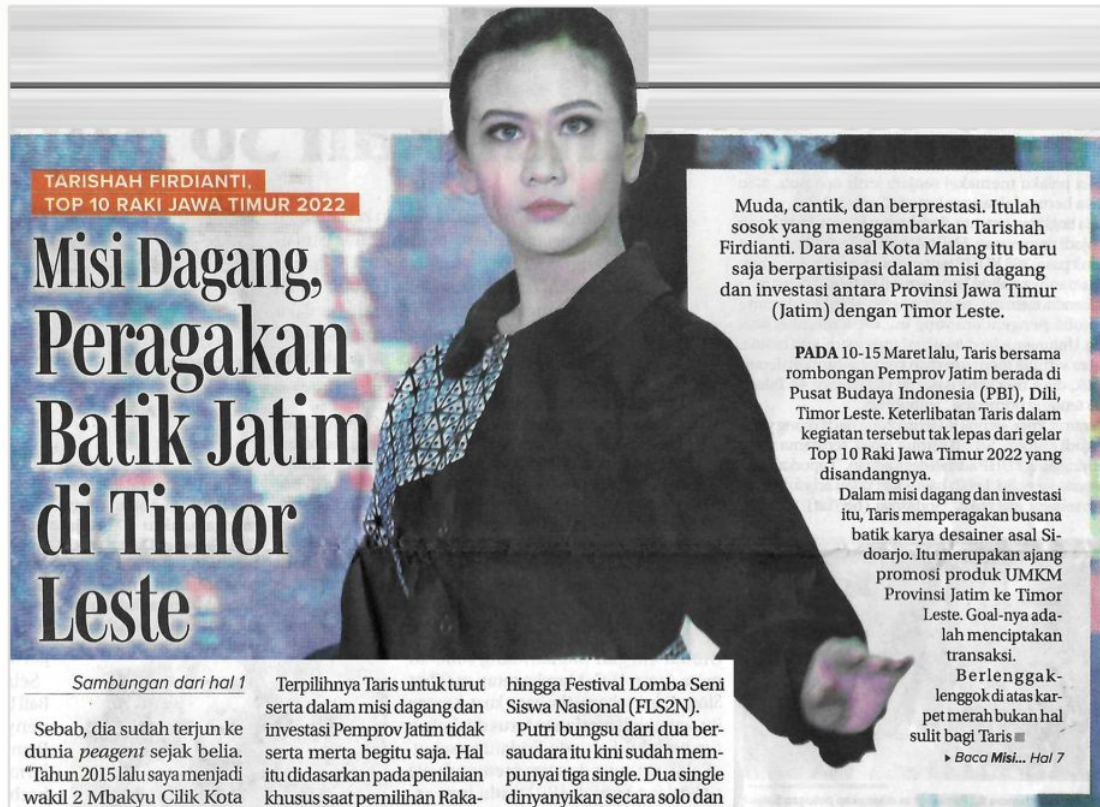 TARISHAH FIRDIANTI,
TOP 10 RAKI JAWA TIMUR 2022
Misi Dagang,
Peragakan
Batik Jatim
di Timor
Leste
Muda, cantik, dan berprestasi. Itulah
sosok yang menggambarkan Tarishah
Firdianti. Dara asal Kota Malang itu baru
saja berpartisipasi dalam misi dagang
dan investasi antara Provinsi Jawa Timur
(Jatim) dengan Timor Leste.
PADA 10-15 Maret lalu, Taris bersama
rombongan Pemprov Jatim berada di
Pusat Budaya Indonesia (PBI), Dili,
Timor Leste. Keterlibatan Taris dalam
kegiatan tersebut tak lepas dari gelar
Top 10 Raki Jawa Timur 2022 yang
disandangnya.
Dalam misi dagang dan investasi
itu, Taris memperagakan busana
batik karya desainer asal Si-
doarjo. Itu merupakan ajang
promosi produk UMKM
Provinsi Jatim ke Timor
Leste. Goal-nya ada-
lah menciptakan
transaksi.
Berlenggak-
lenggok di atas kar-
pet merah bukan hal
sulit bagi Taris
Baca Misi... Hal 7
Sambungan dari hal 1
Sebab, dia sudah terjun ke
dunia peagent sejak belia.
"Tahun 2015 lalu saya menjadi
wakil 2 Mbakyu Cilik Kota
Terpilihnya Taris untuk turut
serta dalam misi dagang dan
investasi Pemprov Jatim tidak
serta merta begitu saja. Hal
itu didasarkan pada penilaian
khusus saat pemilihan Raka-
hingga Festival Lomba Seni
Siswa Nasional (FLS2N).
Putri bungsu dari dua ber-
saudara itu kini sudah mem-
punyai tiga single. Dua single
dinyanyikan secara solo dan